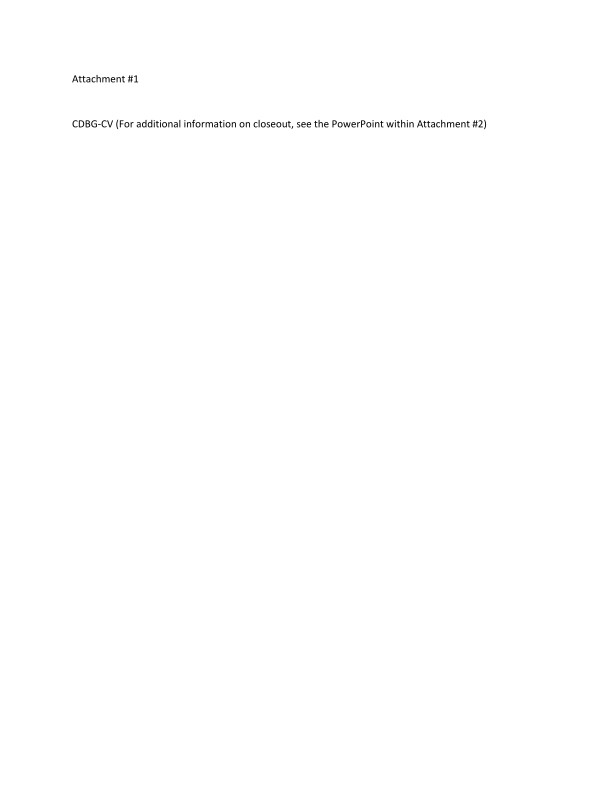 Attachment #1
CDBG-CV (For additional information on closeout, see the PowerPoint within Attachment #2)